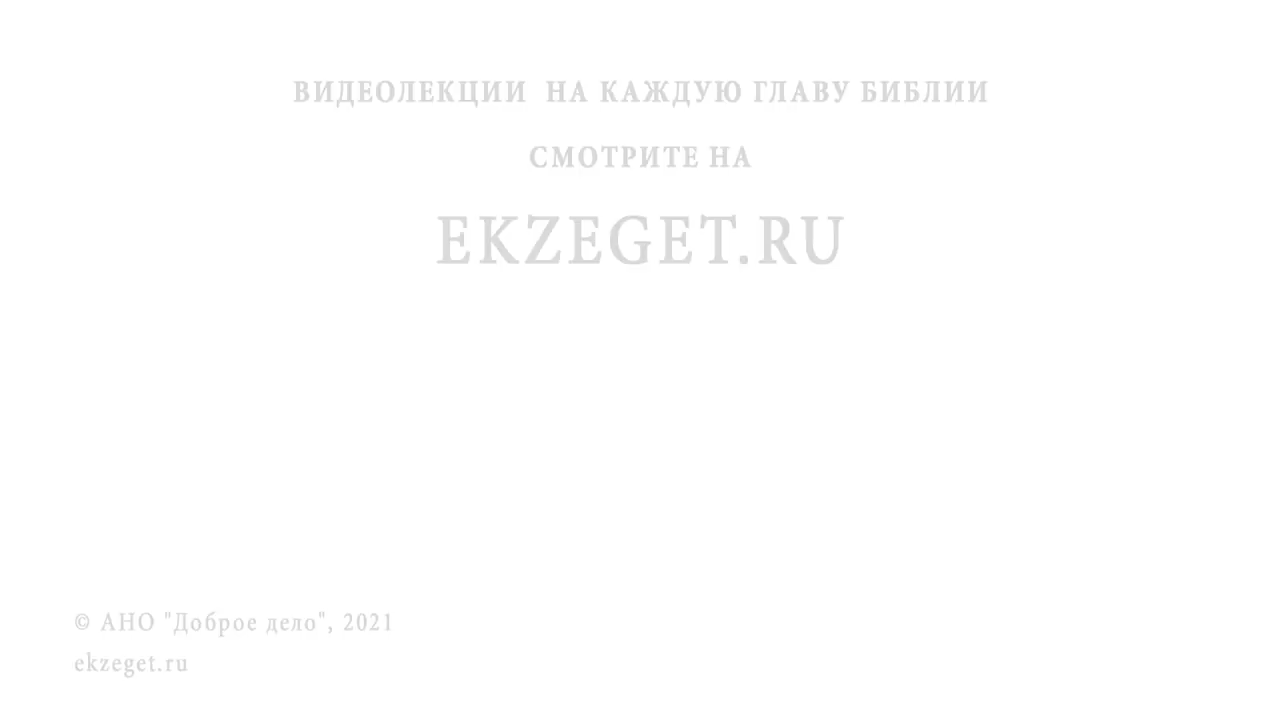 ВИДЕОЛЕКЦИИ НА КАЖДУЮ ГЛАВУ БИБЛИИ
СМОТРИТЕ НА
EKZEGET.RU
© АНО "Доброе дело", 2021
ekzeget.ru